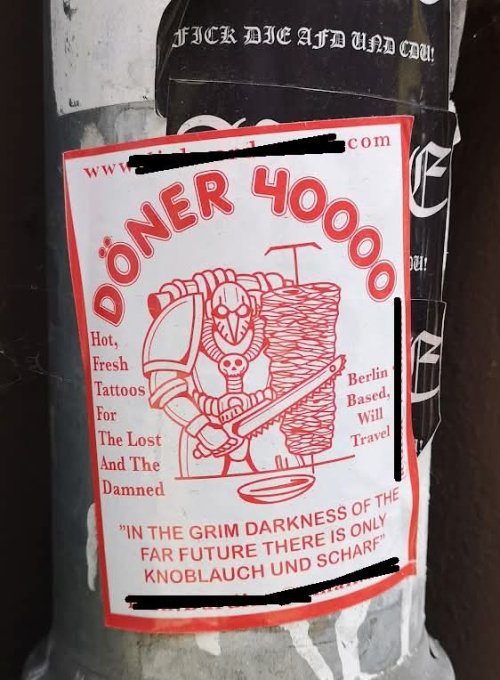 FICK DIE AFD UND CDU!
www
com
DÖNER 40000
Hot,
Fresh
Tattoos
For
The Lost
And The
Damned
Berlin
Based,
Will
Travel
"IN THE GRIM DARKNESS OF THE
FAR FUTURE THERE IS ONLY
KNOBLAUCH UND SCHARF"